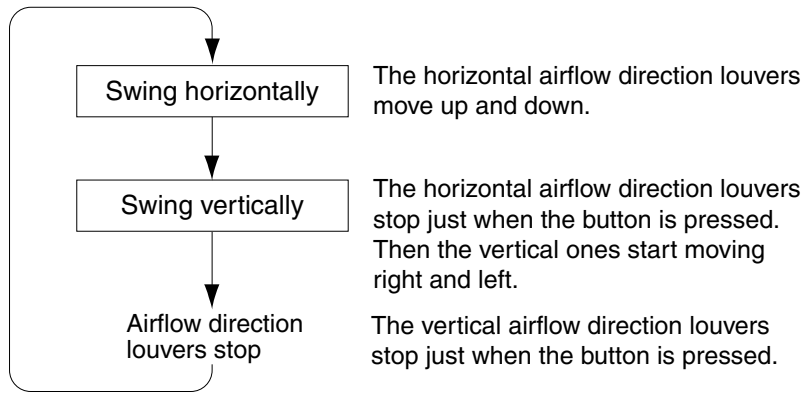 Swing horizontally
The horizontal airflow direction louvers
move up and down.
Swing vertically
The horizontal airflow direction louvers
stop just when the button is pressed.
Then the vertical ones start moving
right and left.
Airflow direction
louvers stop
The vertical airflow direction louvers
stop just when the button is pressed.